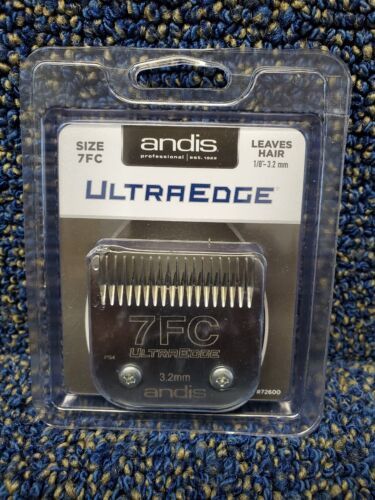 SIZE
7FC
andis
professional | est. 1922
LEAVES
HAIR
1/8"- 3.2 mm
ULTRAEDGE
7FC
ULTRAEDGE
3.2mm
andis
R72600